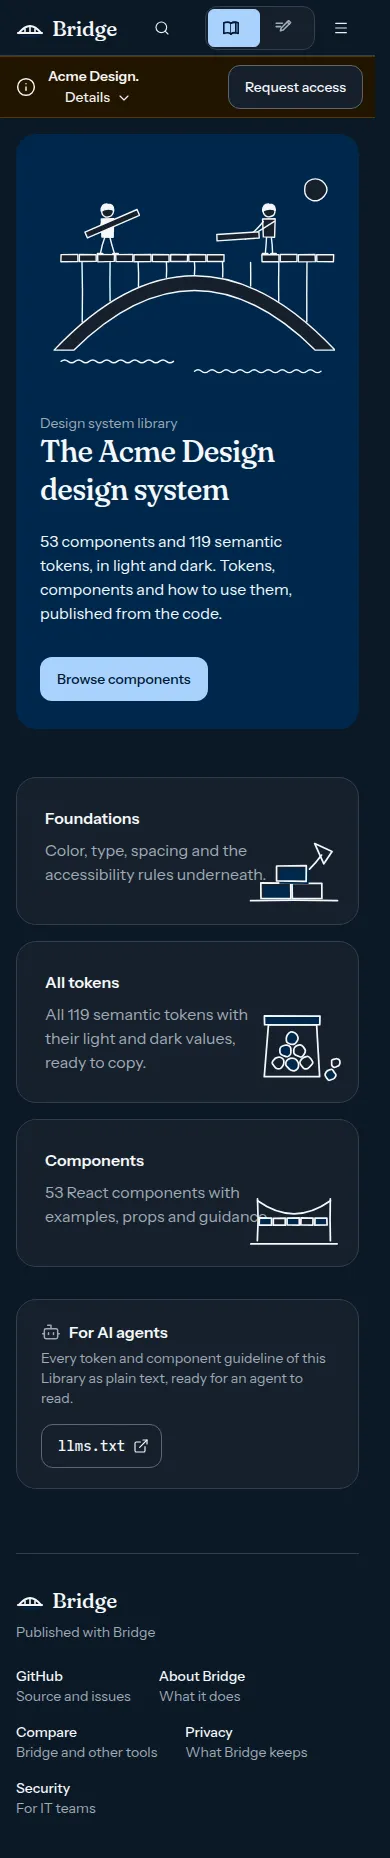 Bridge
Acme Design.
Details
Request access
Design system library
The Acme Design
design system
53 components and 119 semantic
tokens, in light and dark. Tokens,
components and how to use them,
published from the code.
Browse components
Foundations
Color, type, spacing and the
accessibility rules underneath.
All tokens
All 119 semantic tokens with
their light and dark values,
ready to copy.
Components
53 React components with
examples, props and guidance.
For AI agents
Every token and component guideline of this
Library as plain text, ready for an agent to
read.
llms.txt
Bridge
Published with Bridge
GitHub
Source and issues
About Bridge
What it does
Compare
Bridge and other tools
Privacy
What Bridge keeps
Security
For IT teams